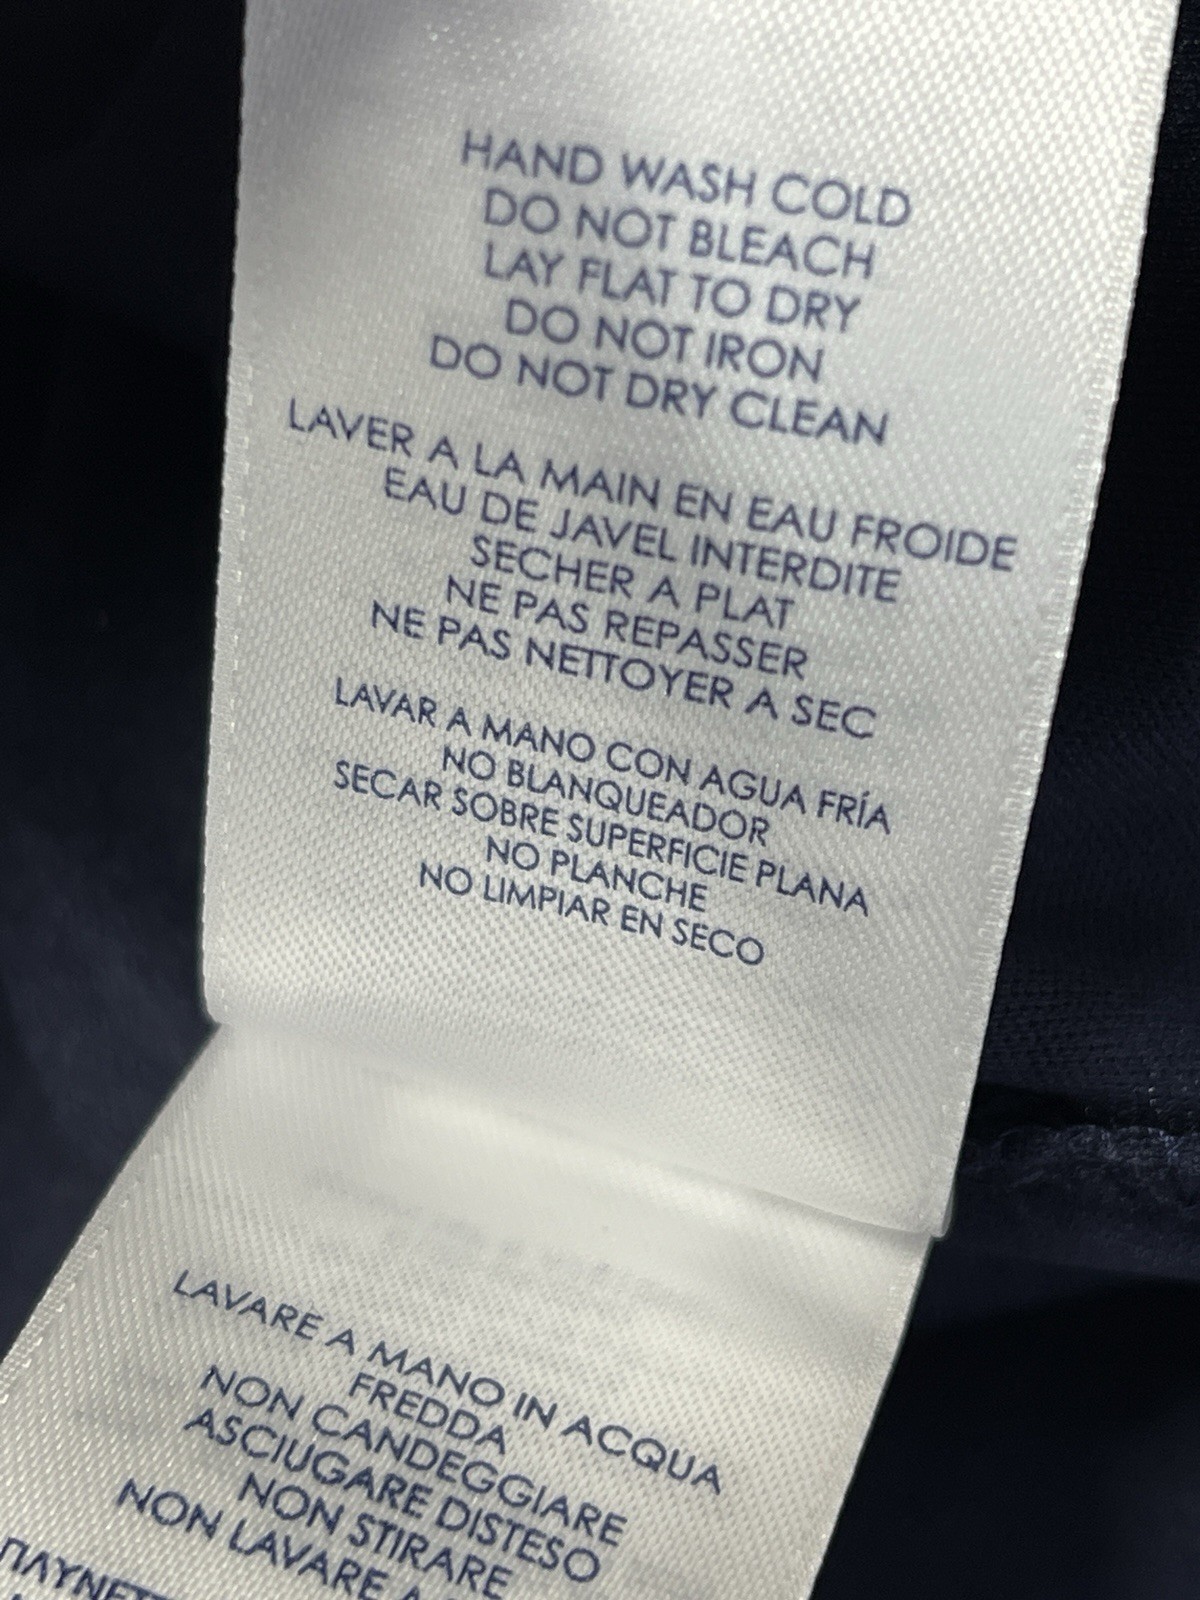 HAND WASH COLD
DO NOT BLEACH
LAY FLAT TO DRY
DO NOT IRON
DO NOT DRY CLEAN
LAVER A LA MAIN EN EAU FROIDE
EAU DE JAVEL INTERDITE
SECHER A PLAT
NE PAS REPASSER
NE PAS NETTOYER A SEC
LAVAR A MANO CON AGUA FRÍA
NO BLANQUEADOR
SECAR SOBRE SUPERFICIE PLANA
NO PLANCHE
NO LIMPIAR EN SECO
LAVARE A MANO IN ACQUA
FREDDA
NON CANDEGGIARE
ASCIUGARE DISTESO
NON STIRARE
NON LAVARE A